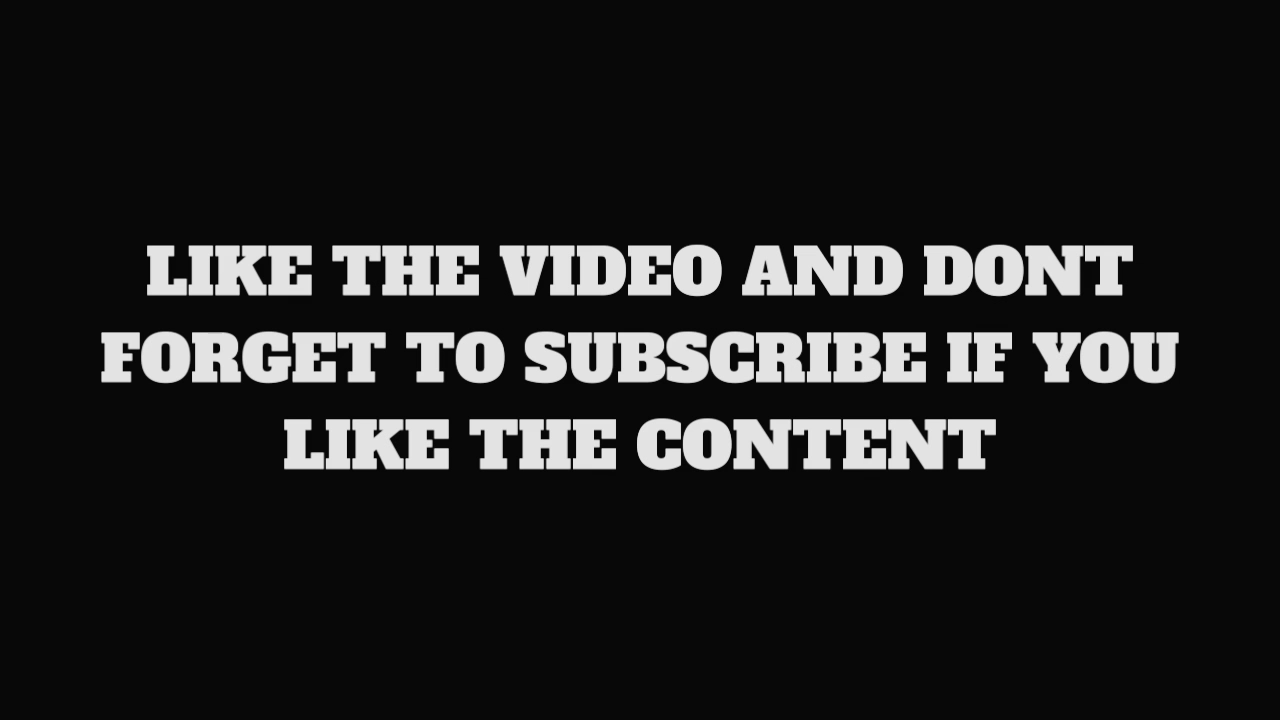 LIKE THE VIDEO AND DONT
FORGET TO SUBSCRIBE IF YOU
LIKE THE CONTENT